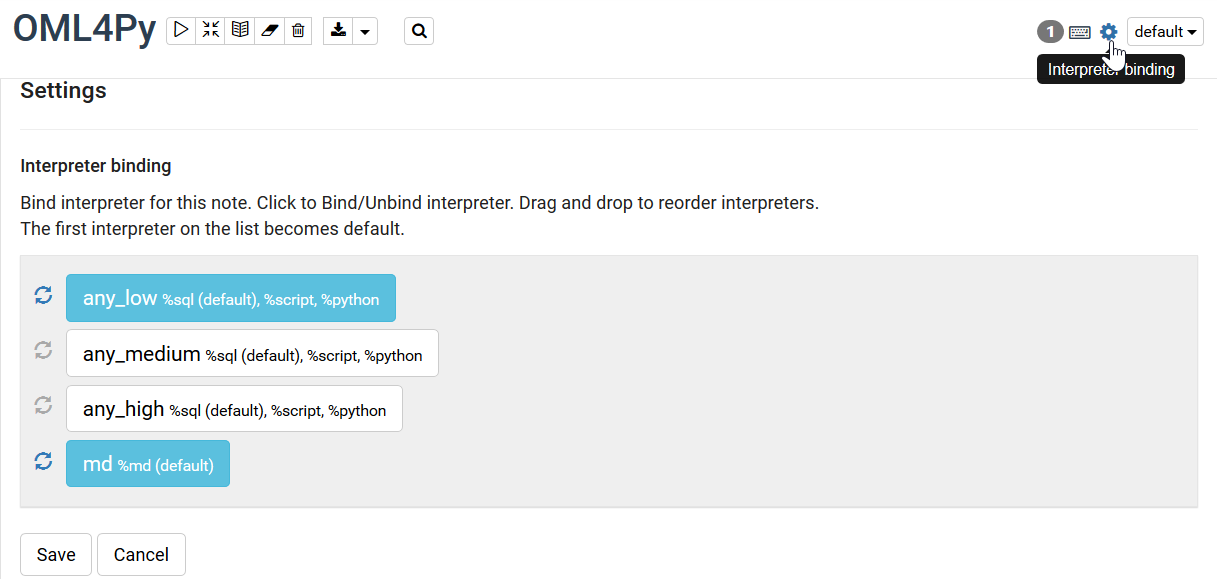 OML4Py
1
default
Interpreter binding
Settings
Interpreter binding
Bind interpreter for this note. Click to Bind/Unbind interpreter. Drag and drop to reorder interpreters.
The first interpreter on the list becomes default.
any_low %sql (default), %script, %python
any_medium %sql (default), %script, %python
any_high %sql (default), %script, %python
md %md (default)
Save Cancel